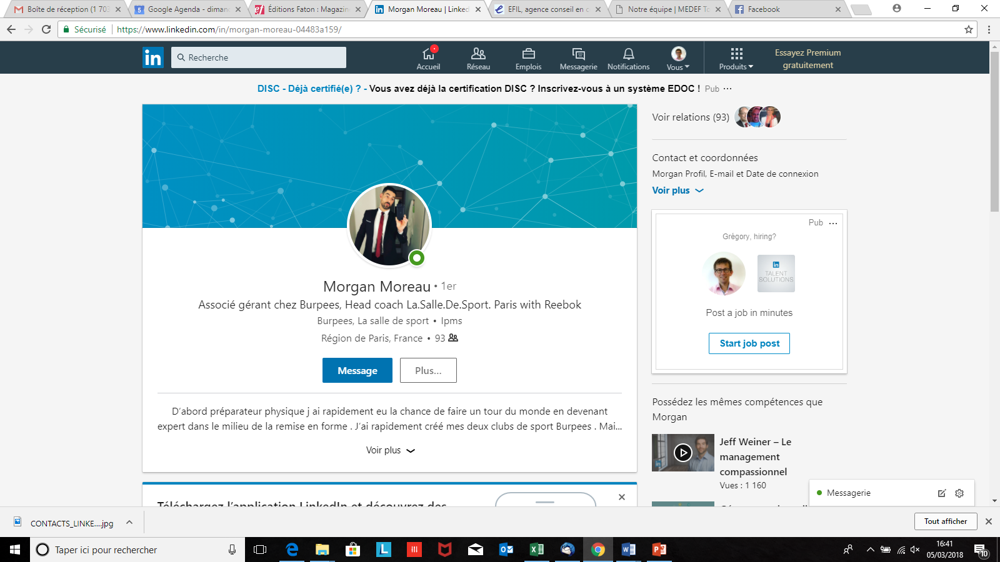 Boîte de réception (1 703
Google Agenda - diman
Éditions Faton : Magazin
Morgan Moreau | Linked
EFIL, agence conseil en c
Notre équipe | MEDEF To
Facebook
Sécurisé
https://www.linkedin.com/in/morgan-moreau-04483a159/
in
Recherche
Accueil
Réseau
Emplois
Messagerie
Notifications
Vous
Produits
Essayez Premium
gratuitement
DISC - Déjà certifié(e) ? - Vous avez déjà la certification DISC ? Inscrivez-vous à un système EDOC ! Pub ...
Voir relations (93)
Contact et coordonnées
Morgan Profil, E-mail et Date de connexion
Voir plus
Pub ...
Grégory, hiring?
in
TALENT
SOLUTIONS
Post a job in minutes
Start job post
Morgan Moreau • 1er
Associé gérant chez Burpees, Head coach La.Salle.De.Sport. Paris with Reebok
Burpees, La salle de sport • Ipms
Région de Paris, France • 93
Message
Plus...
D'abord préparateur physique j ai rapidement eu la chance de faire un tour du monde en devenant
expert dans le milieu de la remise en forme . J'ai rapidement créé mes deux clubs de sport Burpees . Mai...
Voir plus
Possédez les mêmes compétences que
Morgan
Jeff Weiner – Le
management
compassionnel
Vues : 1 160
Messagerie
Téléchargez l'application LinkedIn et découvrez des
CONTACTS_LINKE....jpg
Tout afficher
Taper ici pour rechercher
16:41
05/03/2018
10